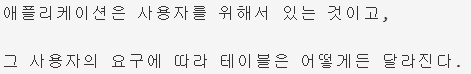 애플리케이션은 사용자를 위해서 있는 것이고,
그 사용자의 요구에 따라 테이블은 어떻게든 달라진다.